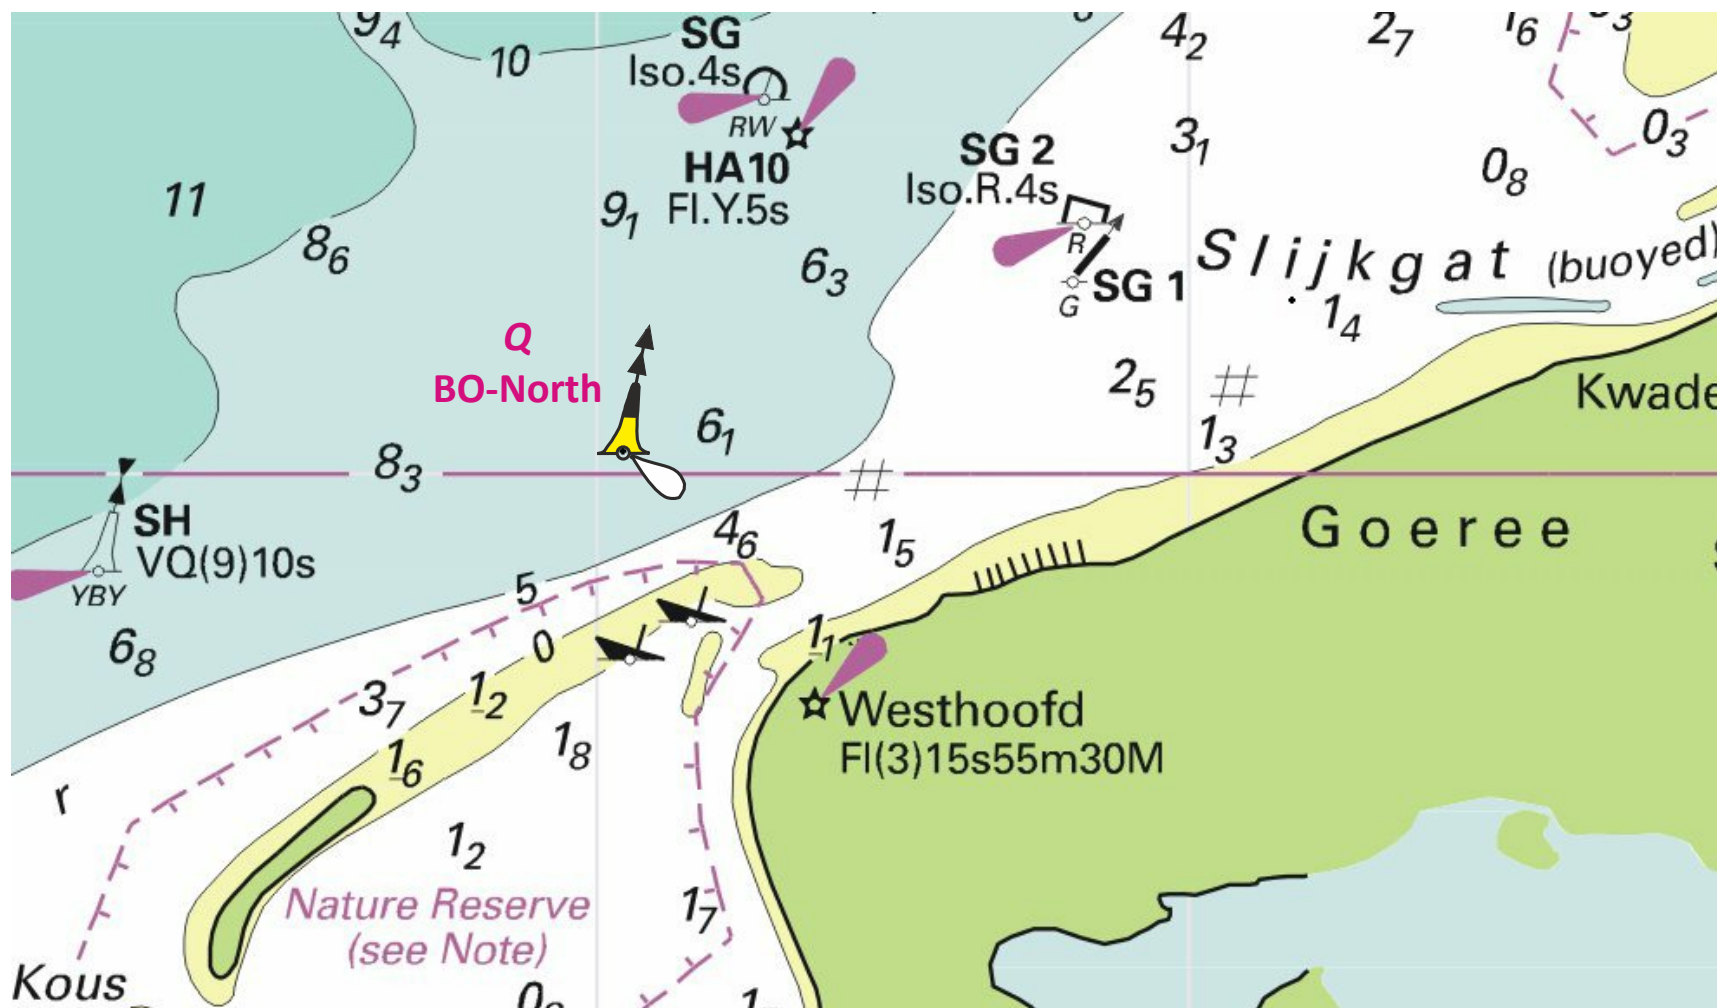 9₄
10
SG
Iso.4s
RW
HA10
Fl.Y.5s
4₂
2₇
1₆
0₃
3₁
0₈
SG 2
Iso.R.4s
R
SG 1
G
11
8₆
9₁
6₃
Slijkgat (buoyed)
1₄
Q
BO-North
2₅
Kwade
6₁
1₃
8₃
SH
VQ(9)10s
YBY
4₆
1₅
Goeree
5
0
6₈
1₁
3₇
1₂
Westhoofd
Fl(3)15s55m30M
1₈
1₆
r
1₂
Nature Reserve
(see Note)
1₇
Kous